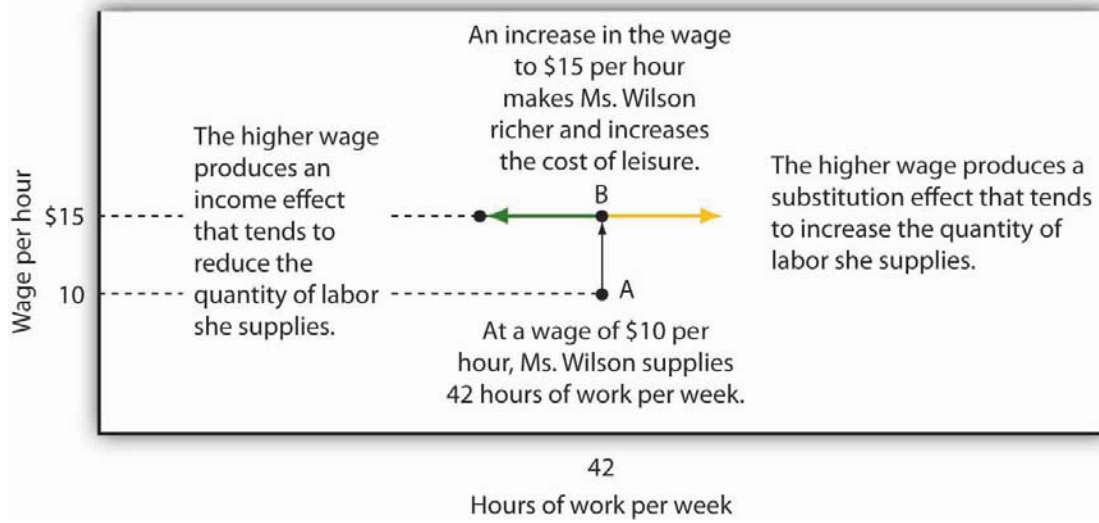 An increase in the wage
to $15 per hour
makes Ms. Wilson
richer and increases
the cost of leisure.
The higher wage
produces an
income effect
that tends to
reduce the
quantity of labor
she supplies.
The higher wage produces a
substitution effect that tends
to increase the quantity of
labor she supplies.
B
A
At a wage of $10 per
hour, Ms. Wilson supplies
42 hours of work per week.
Wage per hour
$15
10
42
Hours of work per week